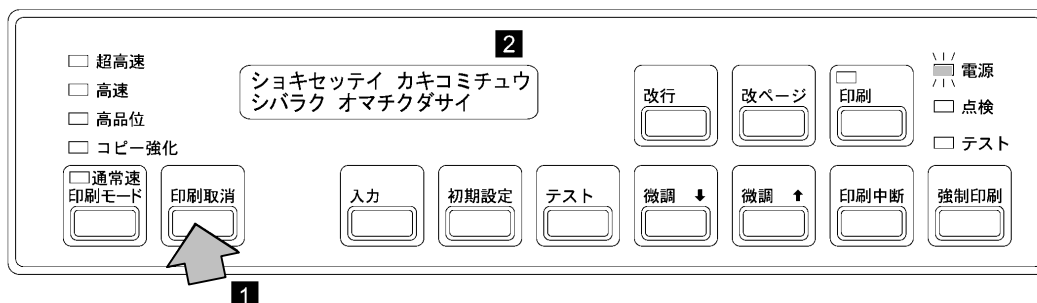 2
超高速
高速
高品位
コピー強化
通常速
印刷モード
印刷取消
ショキセッテイ カキコミチュウ
シバラク オマチクダサイ
改行
改ページ
印刷
電源
点検
テスト
入力
初期設定
テスト
微調 ⬇
微調 ⬆
印刷中断
強制印刷
1